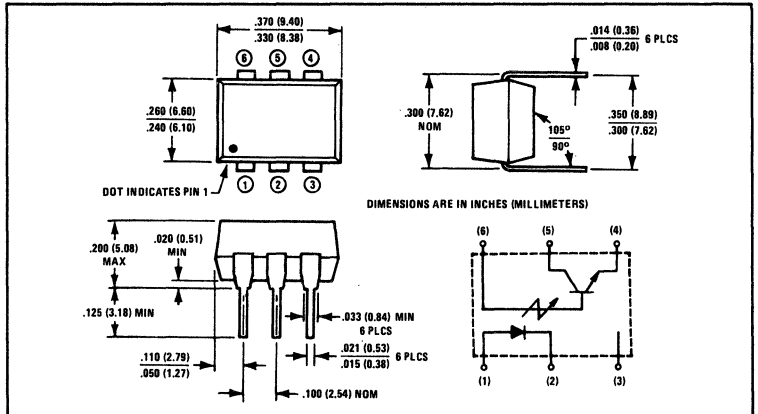 .370 (9.40)
.330 (8.38)
6 5 4
.260 (6.60)
.240 (6.10)
1 2 3
DOT INDICATES PIN 1
.014 (0.36)
.008 (0.20)
6 PLCS
.300 (7.62)
NOM
105°
90°
.350 (8.89)
.300 (7.62)
DIMENSIONS ARE IN INCHES (MILLIMETERS)
.200 (5.08)
MAX
.020 (0.51)
MIN
.125 (3.18) MIN
.033 (0.84) MIN
6 PLCS
.021 (0.53)
.015 (0.38)
6 PLCS
.110 (2.79)
.050 (1.27)
.100 (2.54) NOM
(6) (5) (4)
(1) (2) (3)